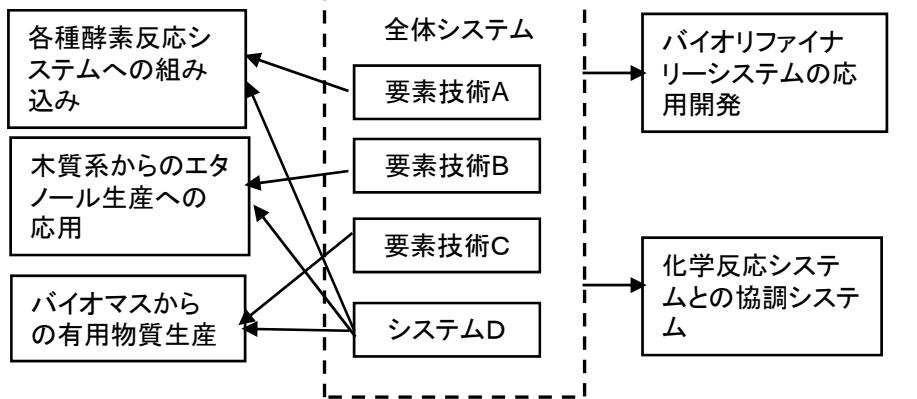 各種酵素反応シ
ステムへの組み
込み
木質系からのエタ
ノール生産への
応用
バイオマスから
の有用物質生産
全体システム
要素技術A
要素技術B
要素技術C
システムD
バイオリファイナ
リーシステムの応
用開発
化学反応システ
ムとの協調システ
ム